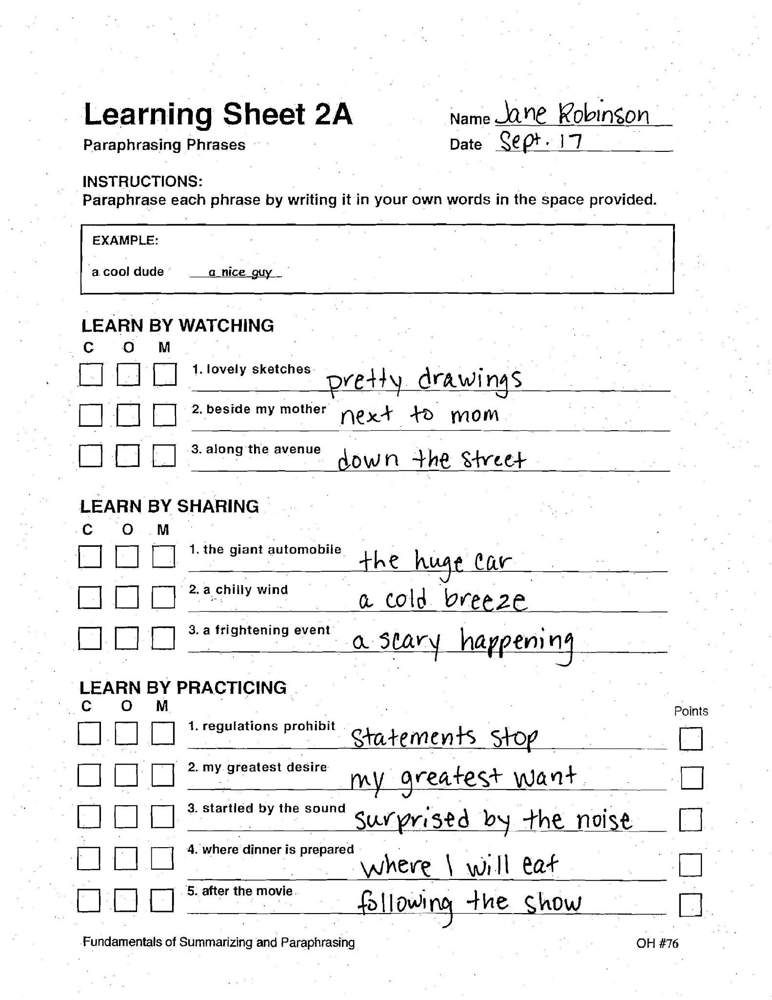 Learning Sheet 2A
Name Jane Robinson
Paraphrasing Phrases
Date Sept. 17
INSTRUCTIONS:
Paraphrase each phrase by writing it in your own words in the space provided.
EXAMPLE:
a cool dude a nice guy
LEARN BY WATCHING
C O M
1. lovely sketches pretty drawings
2. beside my mother next to mom
3. along the avenue down the street
LEARN BY SHARING
C O M
1. the giant automobile the huge car
2. a chilly wind a cold breeze
3. a frightening event a scary happening
LEARN BY PRACTICING
C O M Points
1. regulations prohibit statements stop
2. my greatest desire my greatest want
3. startled by the sound surprised by the noise
4. where dinner is prepared where I will eat
5. after the movie following the show
Fundamentals of Summarizing and Paraphrasing OH #76